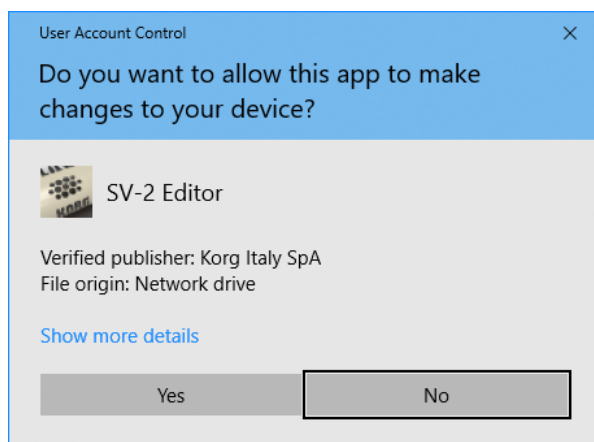 User Account Control
Do you want to allow this app to make
changes to your device?
KORG
SV-2 Editor
Verified publisher: Korg Italy SpA
File origin: Network drive
Show more details
Yes
No